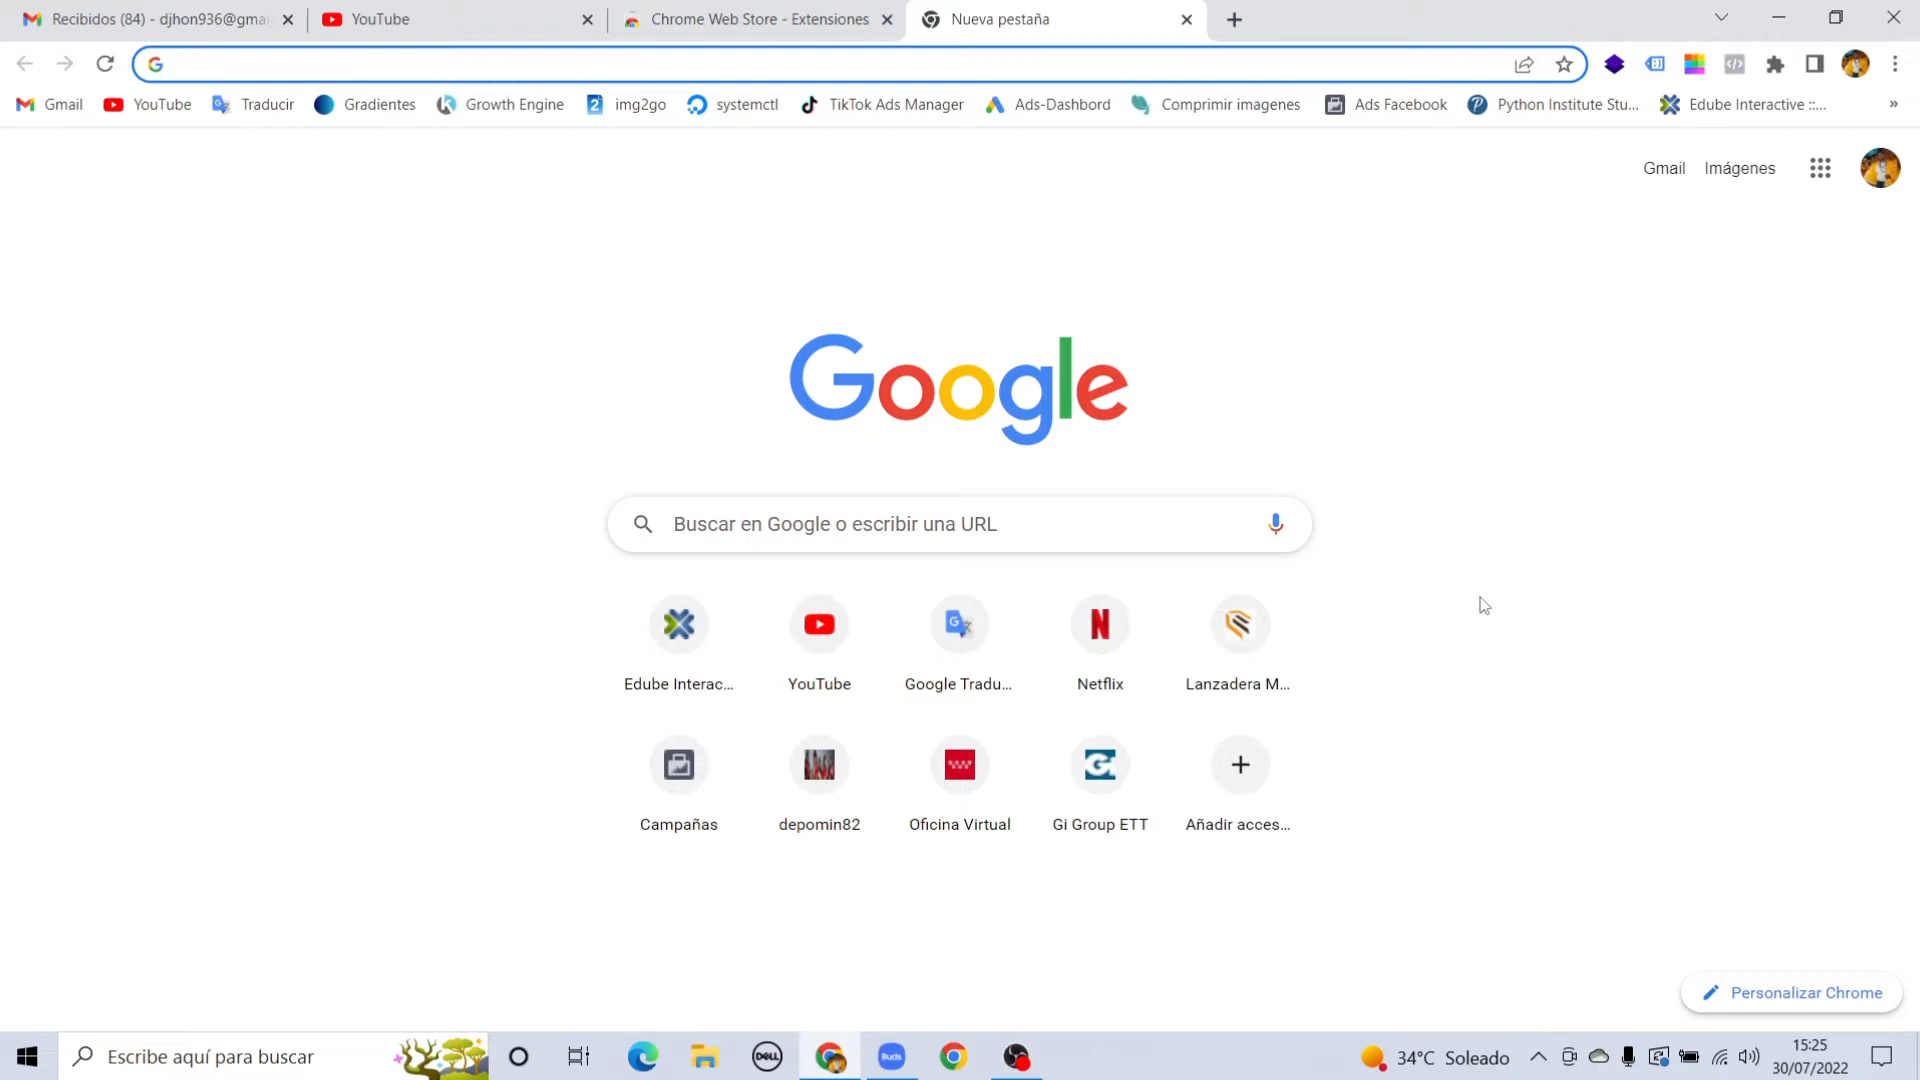 Recibidos (84) - djhon936@gmai
YouTube
Chrome Web Store - Extensiones
Nueva pestaña
Gmail
YouTube
Traducir
Gradientes
Growth Engine
img2go
systemctl
TikTok Ads Manager
Ads-Dashbord
Comprimir imagenes
Ads Facebook
Python Institute Stu...
Edube Interactive ::...
»
Gmail
Imágenes
Google
Buscar en Google o escribir una URL
Edube Interac...
YouTube
Google Tradu...
Netflix
Lanzadera M...
Campañas
depomin82
Oficina Virtual
Gi Group ETT
Añadir acces...
Personalizar Chrome
Escribe aquí para buscar
DELL
Buds
34°C Soleado
15:25
30/07/2022